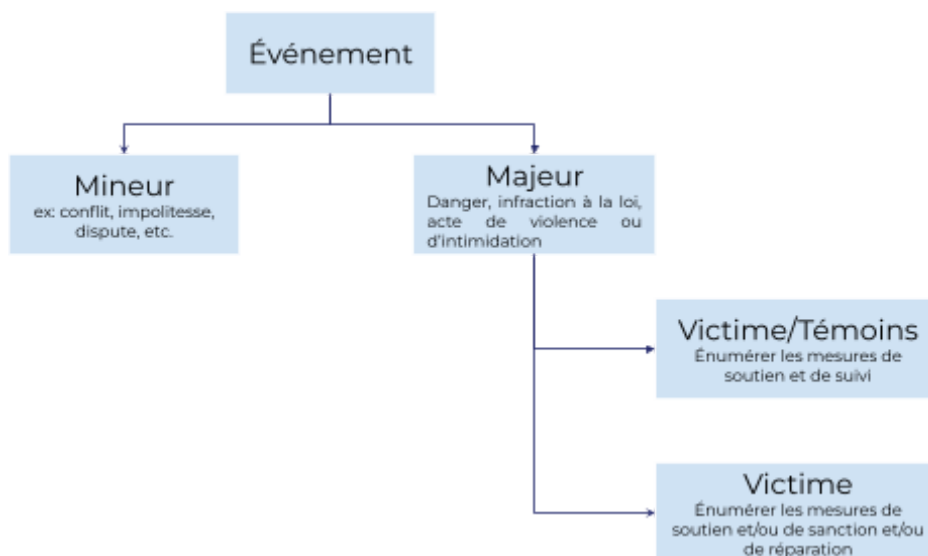 Événement
Mineur
ex: conflit, impolitesse,
dispute, etc.
Majeur
Danger, infraction à la loi,
acte de violence ou
d'intimidation
Victime/Témoins
Énumérer les mesures de
soutien et de suivi
Victime
Énumérer les mesures de
soutien et/ou de sanction et/ou
de réparation